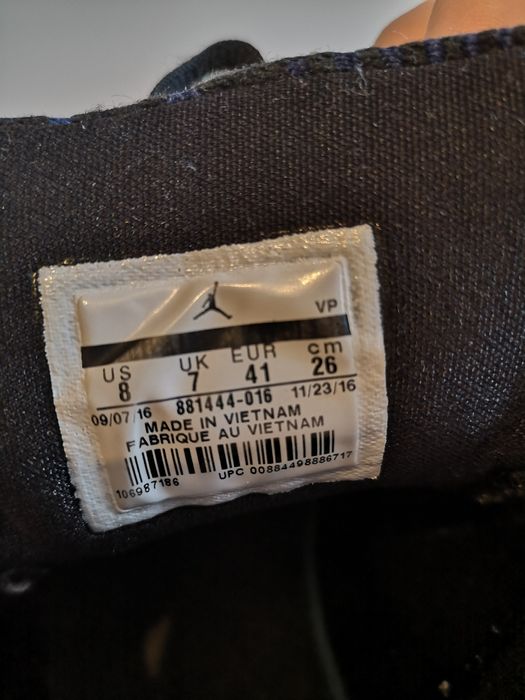 VP
US UK EUR cm
8 7 41 26
09/07/16 881444-016 11/23/16
MADE IN VIETNAM
FABRIQUE AU VIETNAM
106987186 UPC 00884498886717